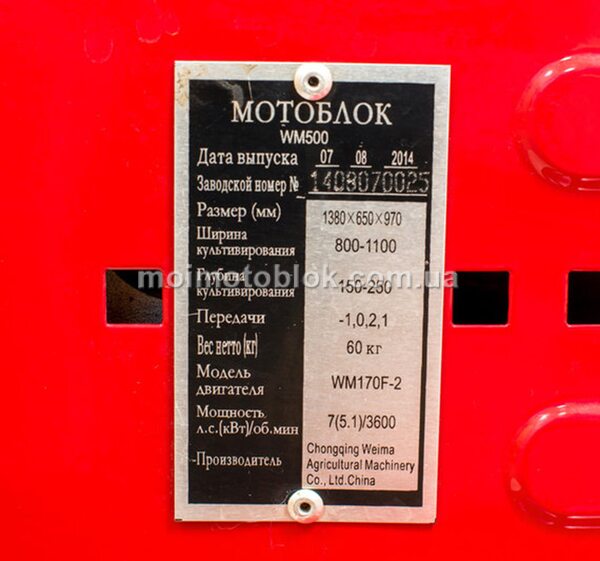 МОТОБЛОК
WM500
Дата выпуска 07 08 2014
Заводской номер № 1408070025
Размер (мм) 1380×650×970
Ширина
культивирования 800-1100
moimotoblok.com.ua
Глубина
культивирования 150-260
Передачи -1,0,2,1
Вес нетто (кг) 60 кг
Модель
двигателя WM170F-2
Мощность
л.с.(кВт)/об.мин 7(5.1)/3600
-Производитель Chongqing Weima
Agricultural Machinery
Co., Ltd.China